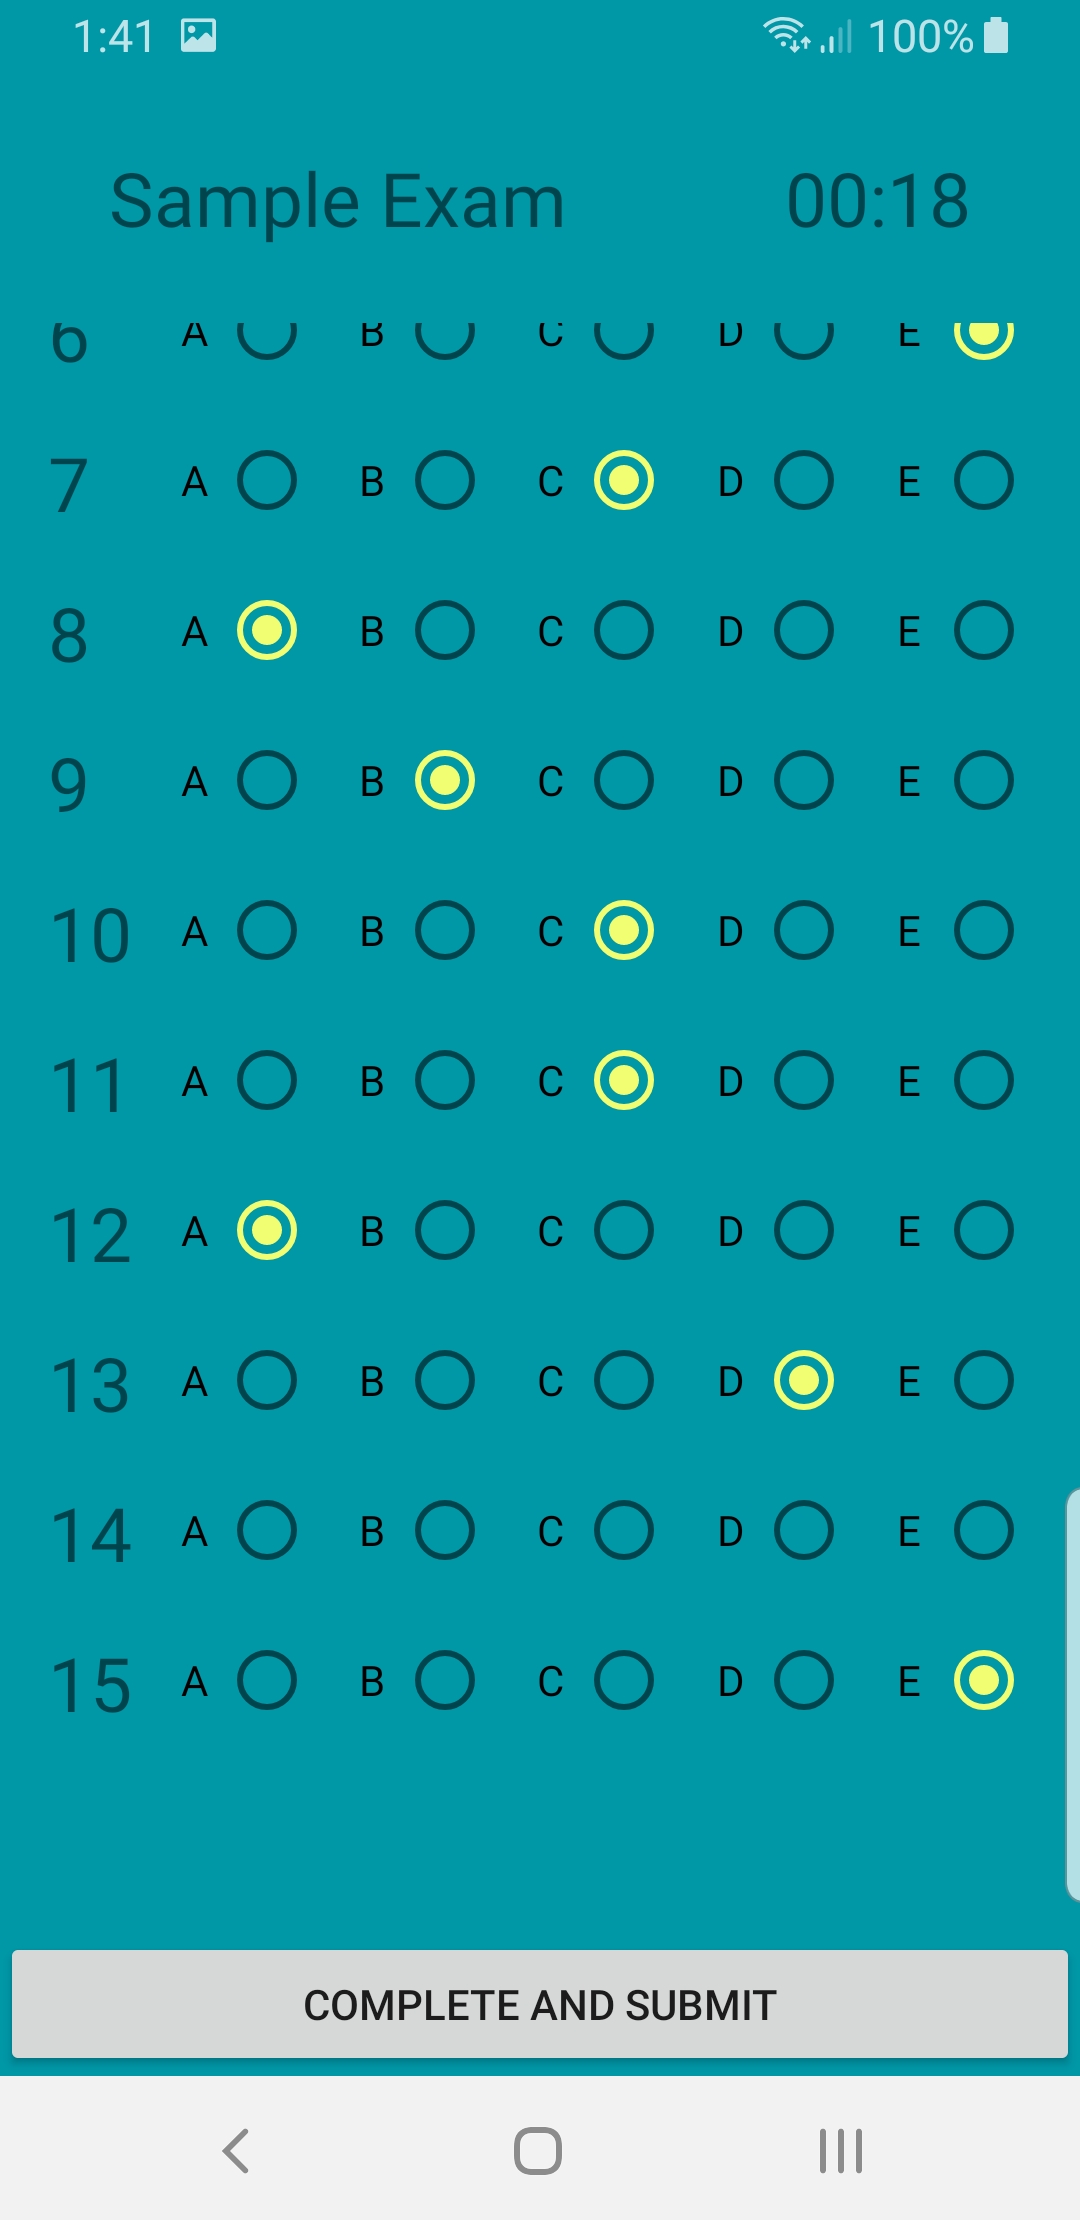 1:41 100%
Sample Exam 00:18
6 A B C D E
7 A B C D E
8 A B C D E
9 A B C D E
10 A B C D E
11 A B C D E
12 A B C D E
13 A B C D E
14 A B C D E
15 A B C D E
COMPLETE AND SUBMIT